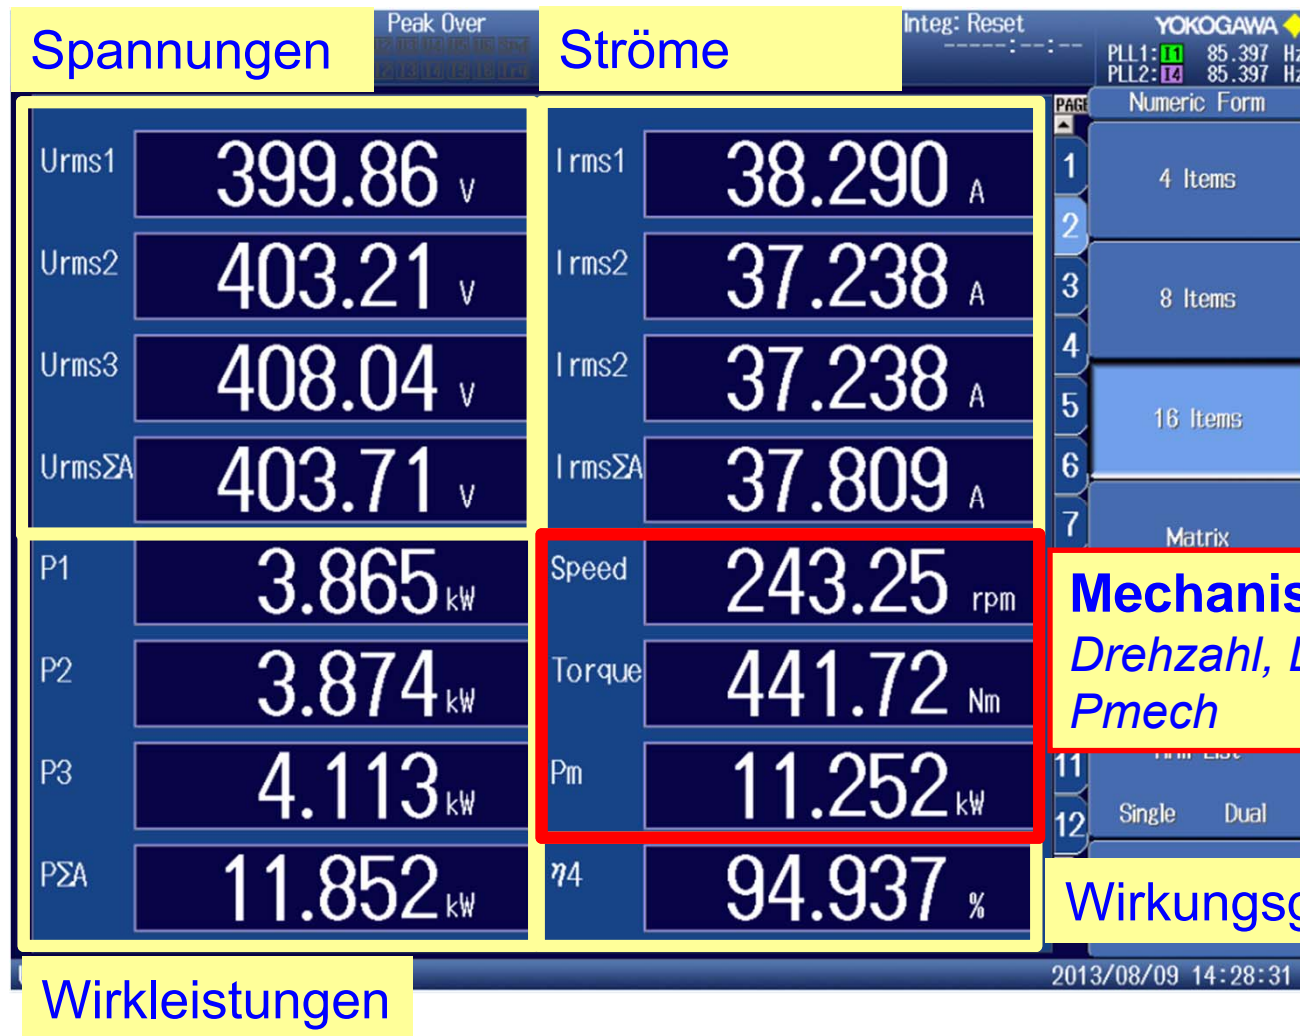 Spannungen
Peak Over
Ströme
Integ: Reset
-----:--:--
YOKOGAWA
PLL1: I1 85.397 Hz
PLL2: I4 85.397 Hz
PAGE
Numeric Form
Urms1 399.86 V
Irms1 38.290 A
1
4 Items
2
Urms2 403.21 V
Irms2 37.238 A
3
8 Items
4
Urms3 408.04 V
Irms2 37.238 A
5
16 Items
UrmsΣA 403.71 V
IrmsΣA 37.809 A
6
7
Matrix
P1 3.865 kW
Speed 243.25 rpm
Mechanis
Drehzahl, 
Pmech
P2 3.874 kW
Torque 441.72 Nm
P3 4.113 kW
Pm 11.252 kW
11
12
Single Dual
PΣA 11.852 kW
η4 94.937 %
Wirkungsg
Wirkleistungen
2013/08/09 14:28:31